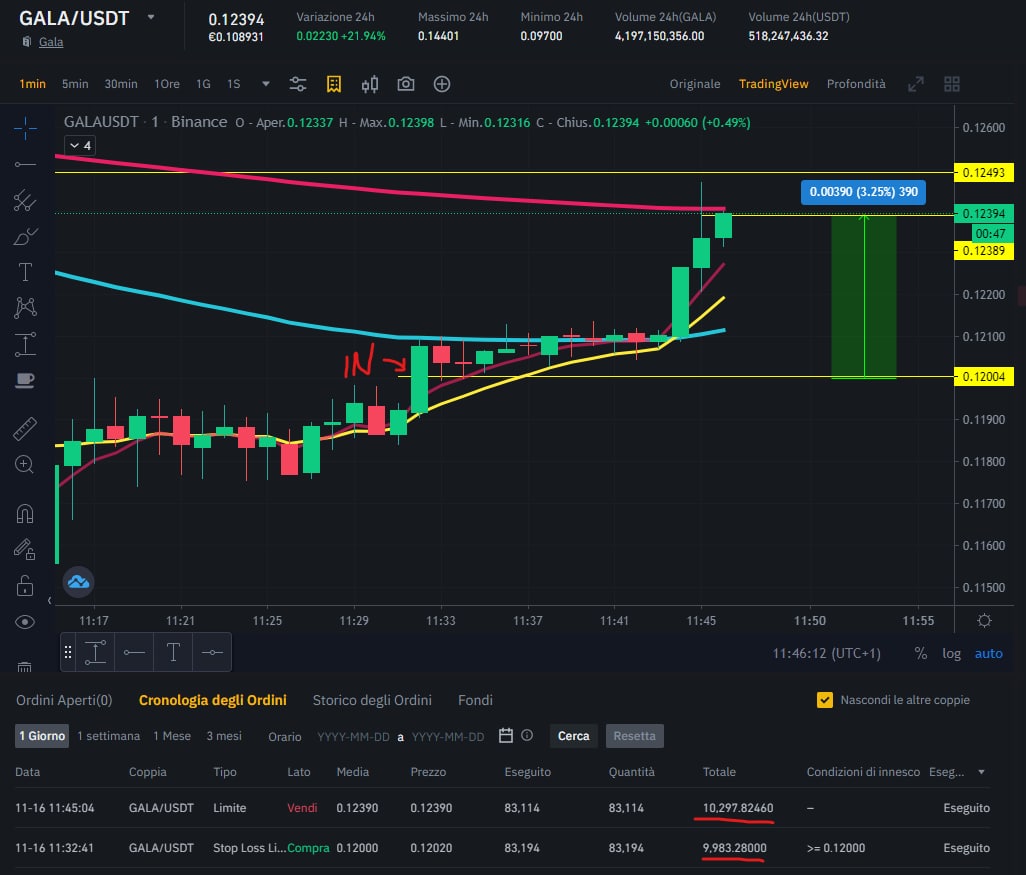 GALA/USDT
Gala
0.12394
€0.108931
Variazione 24h
0.02230 +21.94%
Massimo 24h
0.14401
Minimo 24h
0.09700
Volume 24h(GALA)
4,197,150,356.00
Volume 24h(USDT)
518,247,436.32
1min 5min 30min 1Ore 1G 1S
Originale TradingView Profondità
GALAUSDT · 1 · Binance O - Aper.0.12337 H - Max.0.12398 L - Min.0.12316 C - Chius.0.12394 +0.00060 (+0.49%)
4
0.12600
0.12493
0.00390 (3.25%) 390
0.12394
00:47
0.12389
0.12200
0.12100
IN
0.12004
0.11900
0.11800
0.11700
0.11600
0.11500
11:17 11:21 11:25 11:29 11:33 11:37 11:41 11:45 11:50 11:55
T
11:46:12 (UTC+1) % log auto
Ordini Aperti(0) Cronologia degli Ordini Storico degli Ordini Fondi
Nascondi le altre coppie
1 Giorno 1 settimana 1 Mese 3 mesi Orario YYYY-MM-DD a YYYY-MM-DD Cerca Resetta
Data Coppia Tipo Lato Media Prezzo Eseguito Quantità Totale Condizioni di innesco Eseg...
11-16 11:45:04 GALA/USDT Limite Vendi 0.12390 0.12390 83,114 83,114 10,297.82460 – Eseguito
11-16 11:32:41 GALA/USDT Stop Loss Li... Compra 0.12000 0.12020 83,194 83,194 9,983.28000 >= 0.12000 Eseguito